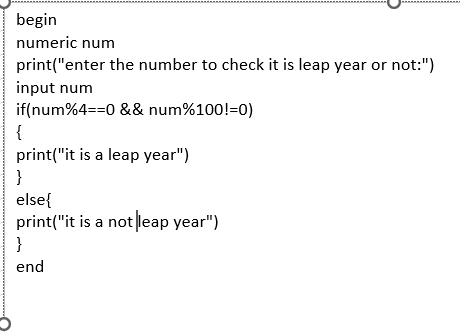 begin
numeric num
print("enter the number to check it is leap year or not:")
input num
if(num%4==0 && num%100!=0)
{
print("it is a leap year")
}
else{
print("it is a not leap year")
}
end